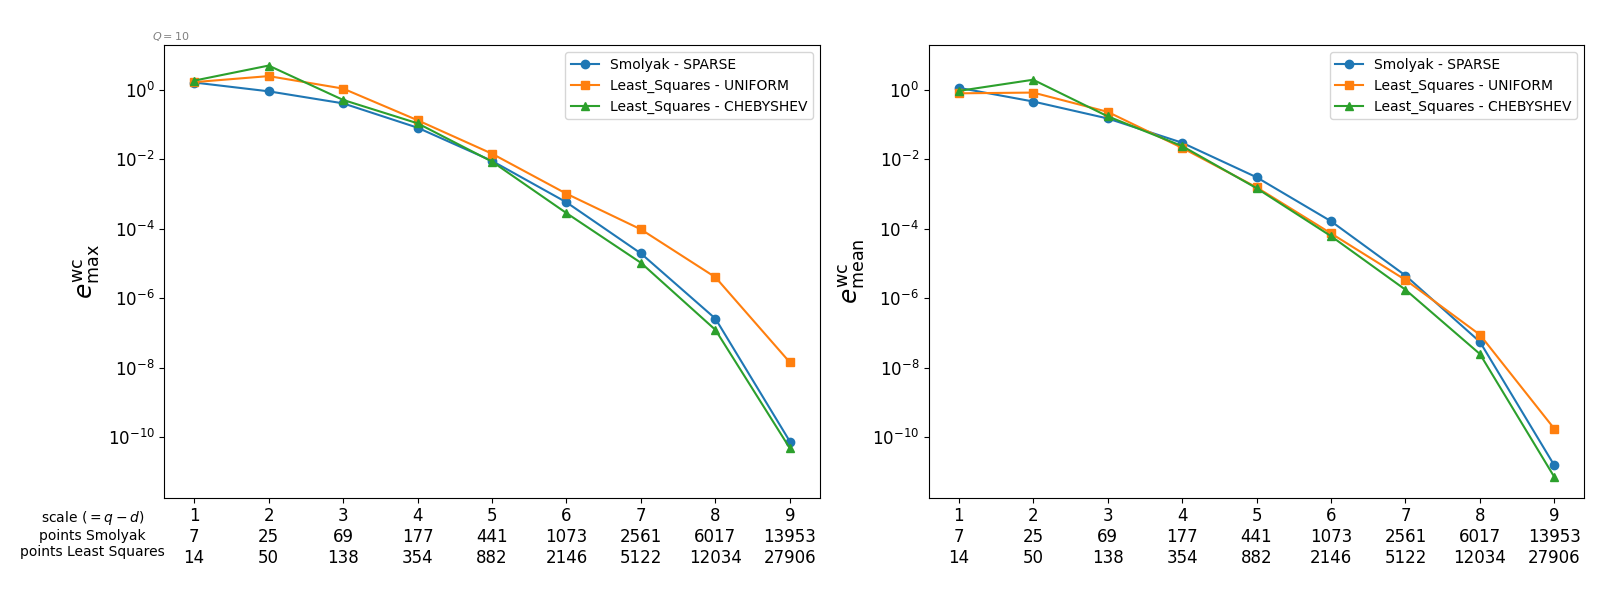 Q = 10
Smolyak - SPARSE
Least_Squares - UNIFORM
Least_Squares - CHEBYSHEV
10^0
10^-2
10^-4
10^-6
10^-8
10^-10
e^wc_max
scale (= q − d) 1 2 3 4 5 6 7 8 9
points Smolyak 7 25 69 177 441 1073 2561 6017 13953
points Least Squares 14 50 138 354 882 2146 5122 12034 27906
Smolyak - SPARSE
Least_Squares - UNIFORM
Least_Squares - CHEBYSHEV
10^0
10^-2
10^-4
10^-6
10^-8
10^-10
e^wc_mean
1 2 3 4 5 6 7 8 9
7 25 69 177 441 1073 2561 6017 13953
14 50 138 354 882 2146 5122 12034 27906